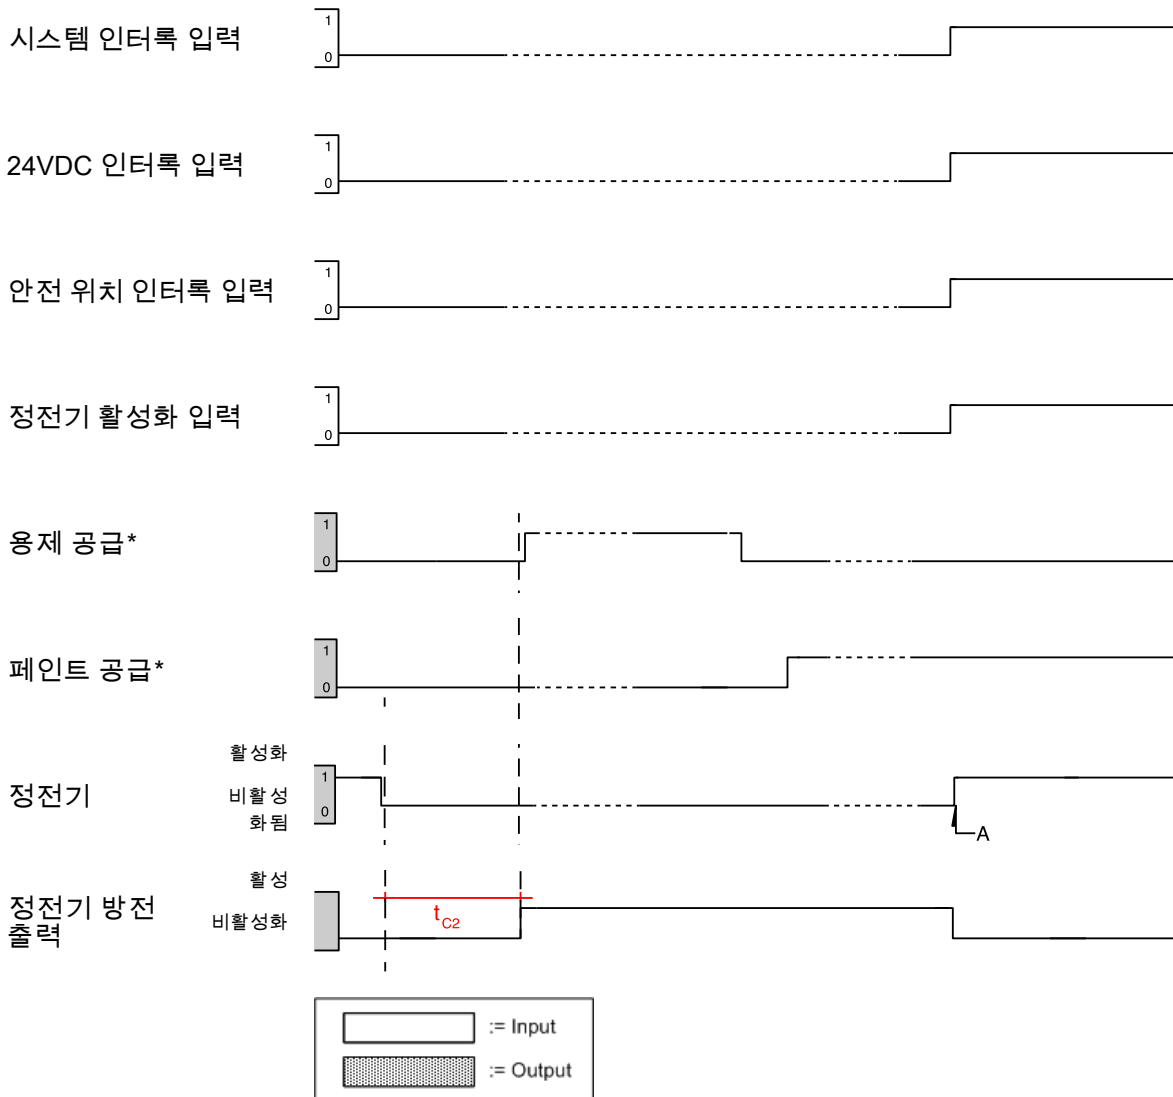 시스템 인터록 입력
1
0
24VDC 인터록 입력
1
0
안전 위치 인터록 입력
1
0
정전기 활성화 입력
1
0
용제 공급*
1
0
페인트 공급*
1
0
정전기
활성화
비활성
화됨
1
0
A
정전기 방전
출력
활성
비활성화
tC2
:= Input
:= Output